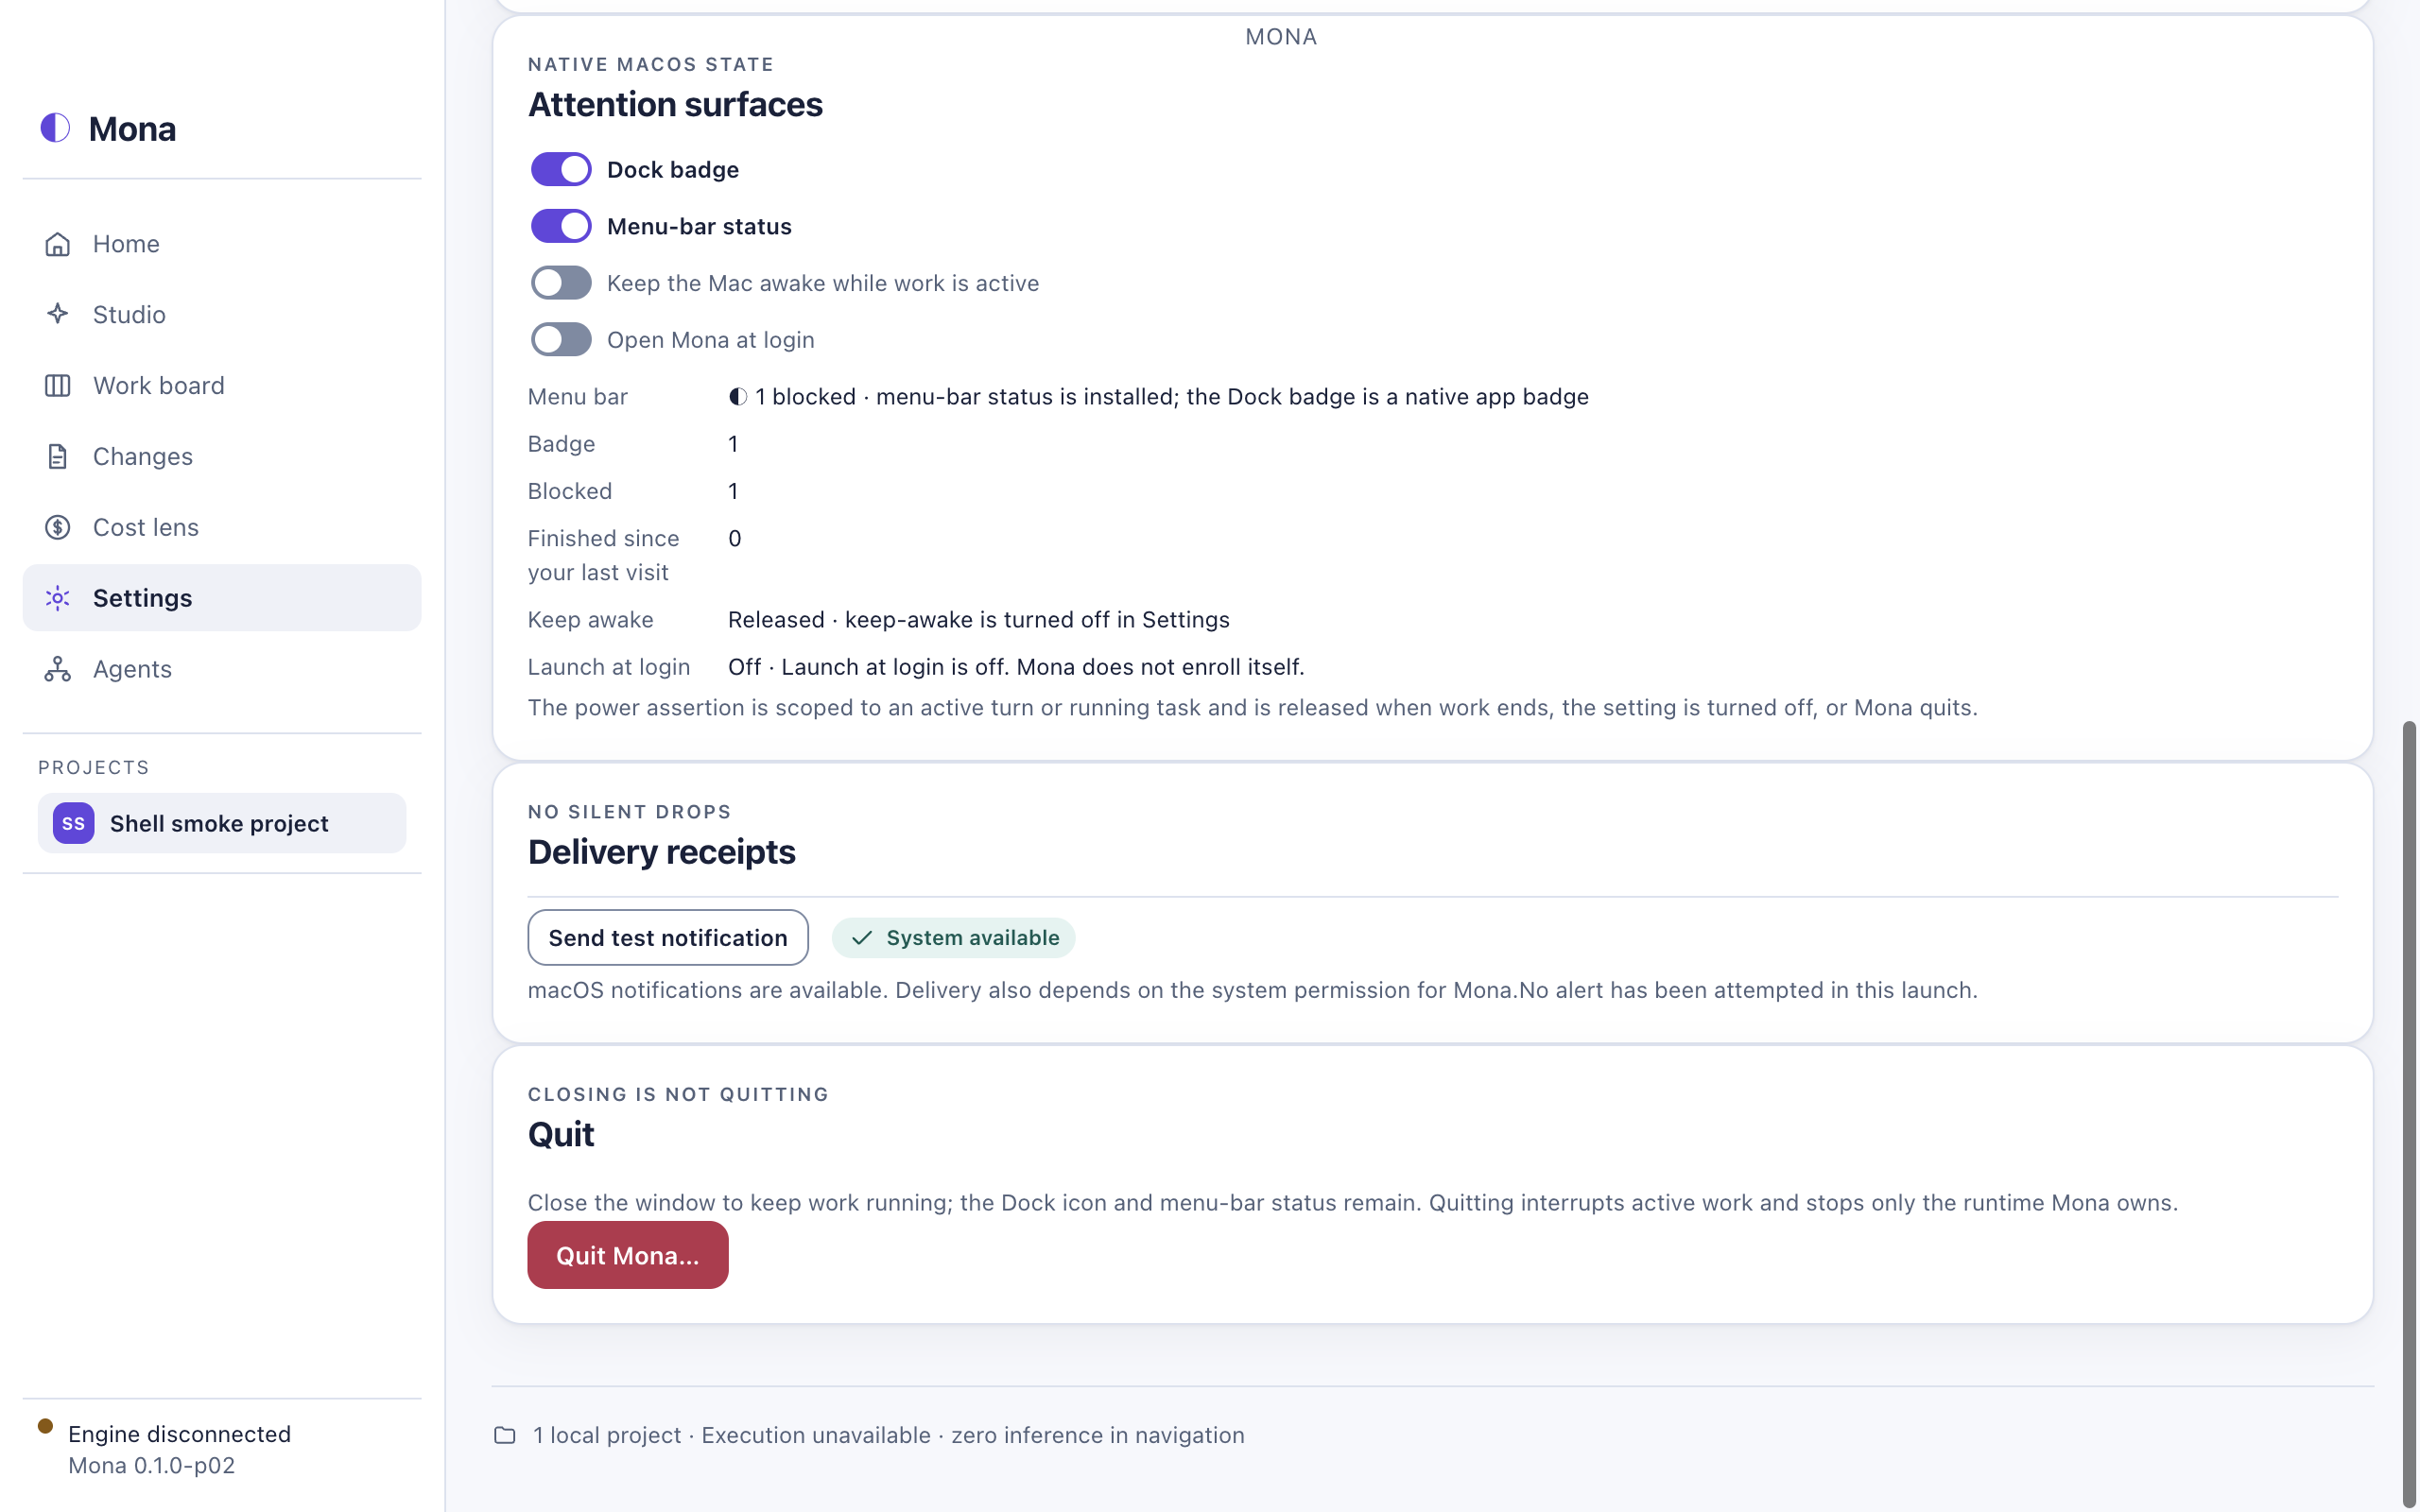 Mona
Home
Studio
Work board
Changes
Cost lens
Settings
Agents
PROJECTS
SS Shell smoke project
Engine disconnected
Mona 0.1.0-p02
MONA
NATIVE MACOS STATE
Attention surfaces
Dock badge
Menu-bar status
Keep the Mac awake while work is active
Open Mona at login
Menu bar 1 blocked · menu-bar status is installed; the Dock badge is a native app badge
Badge 1
Blocked 1
Finished since 0
your last visit
Keep awake Released · keep-awake is turned off in Settings
Launch at login Off · Launch at login is off. Mona does not enroll itself.
The power assertion is scoped to an active turn or running task and is released when work ends, the setting is turned off, or Mona quits.
NO SILENT DROPS
Delivery receipts
Send test notification System available
macOS notifications are available. Delivery also depends on the system permission for Mona.No alert has been attempted in this launch.
CLOSING IS NOT QUITTING
Quit
Close the window to keep work running; the Dock icon and menu-bar status remain. Quitting interrupts active work and stops only the runtime Mona owns.
Quit Mona...
1 local project · Execution unavailable · zero inference in navigation